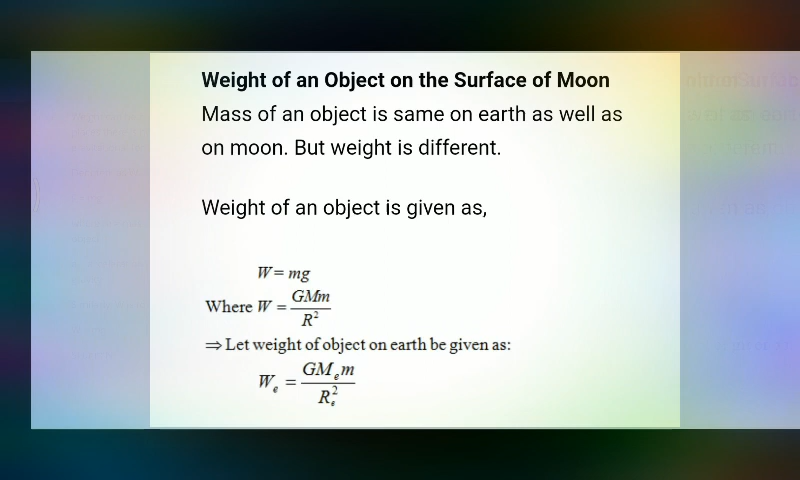 Weight of an Object on the Surface of Moon
Mass of an object is same on earth as well as
on moon. But weight is different.
Weight of an object is given as,
W = mg
Where W = GMm / R²
⇒ Let weight of object on earth be given as:
Wₑ = GMₑm / Rₑ²